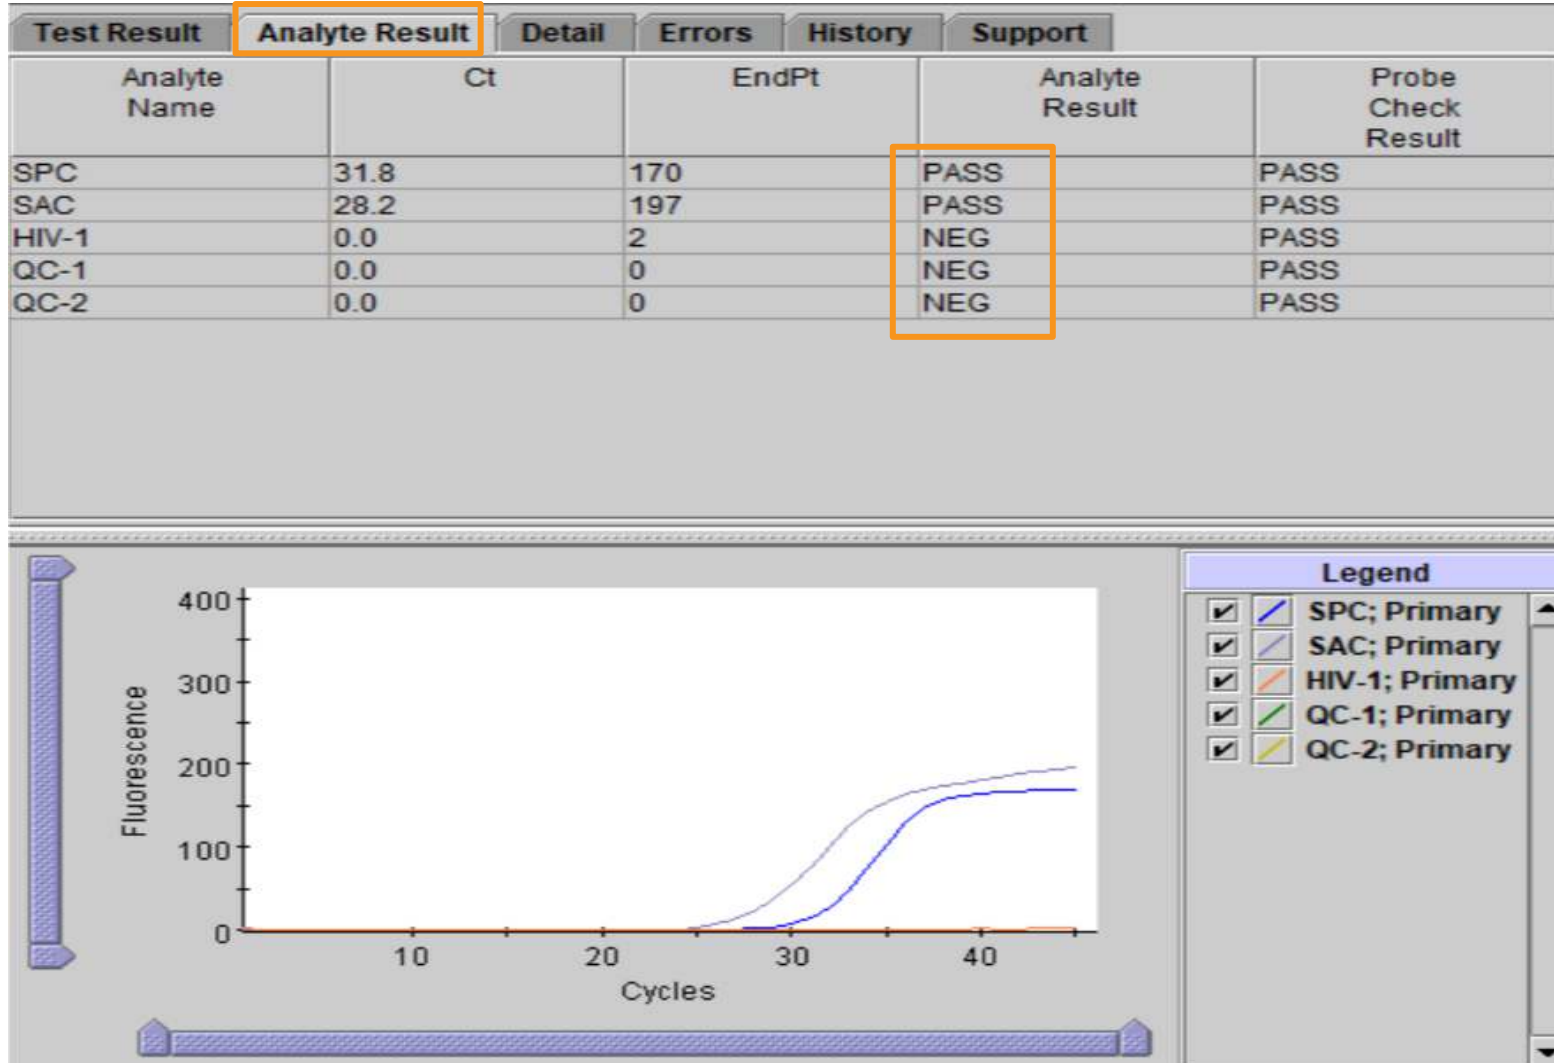 Test Result Analyte Result Detail Errors History Support
Analyte Name Ct EndPt Analyte Result Probe Check Result
SPC 31.8 170 PASS PASS
SAC 28.2 197 PASS PASS
HIV-1 0.0 2 NEG PASS
QC-1 0.0 0 NEG PASS
QC-2 0.0 0 NEG PASS
400
300
200
100
0
Fluorescence
10 20 30 40
Cycles
Legend
SPC; Primary
SAC; Primary
HIV-1; Primary
QC-1; Primary
QC-2; Primary